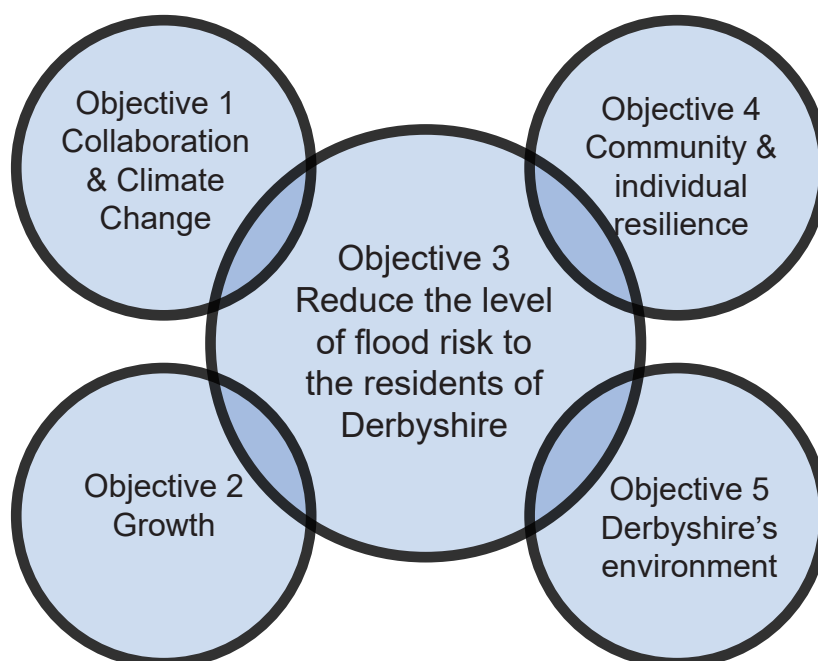 Objective 1
Collaboration
& Climate
Change
Objective 4
Community &
individual
resilience
Objective 3
Reduce the level
of flood risk to
the residents of
Derbyshire
Objective 2
Growth
Objective 5
Derbyshire’s
environment